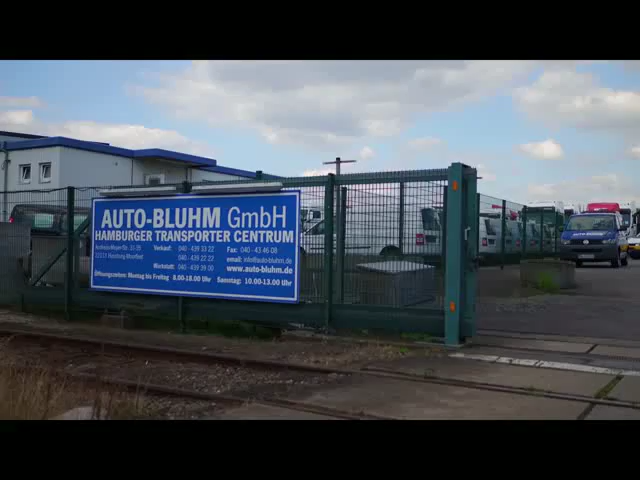 AUTO-BLUHM GmbH
HAMBURGER TRANSPORTER CENTRUM
Verkauf: 040 - 439 33 22 Fax: 040 - 43 46 08
040 - 439 22 22 email: info@auto-bluhm.de
Werkstatt: 040 - 439 39 00 www.auto-bluhm.de
Öffnungszeiten: Montag bis Freitag 8.00-18.00 Uhr Samstag: 10.00-13.00 Uhr